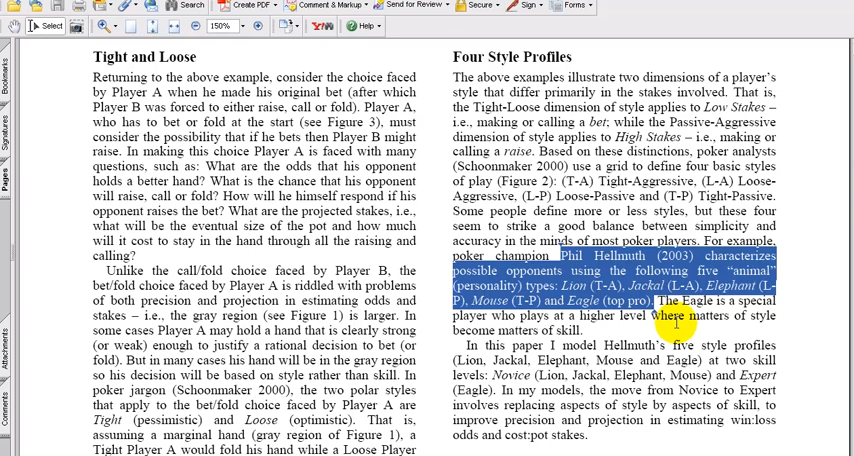 Search
Create PDF
Comment & Markup
Send for Review
Secure
Sign
Forms
Select
150%
Y!
Help
Bookmarks
Signatures
Pages
Attachments
Comments
Tight and Loose
Returning to the above example, consider the choice faced
by Player A when he made his original bet (after which
Player B was forced to either raise, call or fold). Player A,
who has to bet or fold at the start (see Figure 3), must
consider the possibility that if he bets then Player B might
raise. In making this choice Player A is faced with many
questions, such as: What are the odds that his opponent
holds a better hand? What is the chance that his opponent
will raise, call or fold? How will he himself respond if his
opponent raises the bet? What are the projected stakes, i.e.,
what will be the eventual size of the pot and how much
will it cost to stay in the hand through all the raising and
calling?
Unlike the call/fold choice faced by Player B, the
bet/fold choice faced by Player A is riddled with problems
of both precision and projection in estimating odds and
stakes – i.e., the gray region (see Figure 1) is larger. In
some cases Player A may hold a hand that is clearly strong
(or weak) enough to justify a rational decision to bet (or
fold). But in many cases his hand will be in the gray region
so his decision will be based on style rather than skill. In
poker jargon (Schoonmaker 2000), the two polar styles
that apply to the bet/fold choice faced by Player A are
Tight (pessimistic) and Loose (optimistic). That is,
assuming a marginal hand (gray region of Figure 1), a
Tight Player A would fold his hand while a Loose Player
Four Style Profiles
The above examples illustrate two dimensions of a player's
style that differ primarily in the stakes involved. That is,
the Tight-Loose dimension of style applies to Low Stakes –
i.e., making or calling a bet; while the Passive-Aggressive
dimension of style applies to High Stakes – i.e., making or
calling a raise. Based on these distinctions, poker analysts
(Schoonmaker 2000) use a grid to define four basic styles
of play (Figure 2): (T-A) Tight-Aggressive, (L-A) Loose-
Aggressive, (L-P) Loose-Passive and (T-P) Tight-Passive.
Some people define more or less styles, but these four
seem to strike a good balance between simplicity and
accuracy in the minds of most poker players. For example,
poker champion Phil Hellmuth (2003) characterizes
possible opponents using the following five “animal”
(personality) types: Lion (T-A), Jackal (L-A), Elephant (L-
P), Mouse (T-P) and Eagle (top pro). The Eagle is a special
player who plays at a higher level where matters of style
become matters of skill.
In this paper I model Hellmuth's five style profiles
(Lion, Jackal, Elephant, Mouse and Eagle) at two skill
levels: Novice (Lion, Jackal, Elephant, Mouse) and Expert
(Eagle). In my models, the move from Novice to Expert
involves replacing aspects of style by aspects of skill, to
improve precision and projection in estimating win:loss
odds and cost:pot stakes.